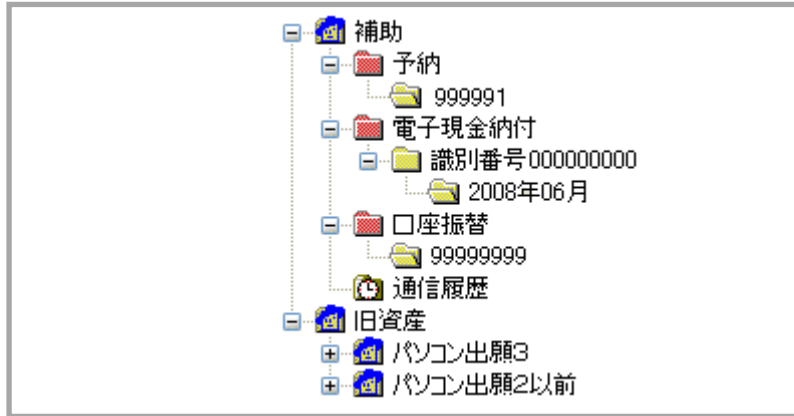 補助
予納
999991
電子現金納付
識別番号000000000
2008年06月
口座振替
99999999
通信履歴
旧資産
パソコン出願3
パソコン出願2以前